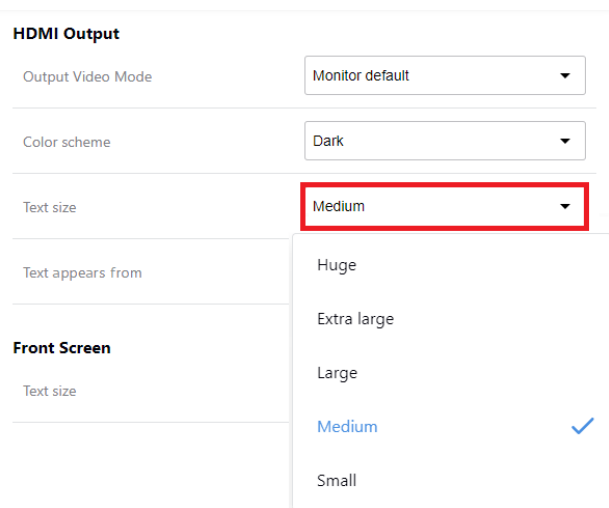 HDMI Output
Output Video Mode
Monitor default
Color scheme
Dark
Text size
Medium
Text appears from
Huge
Extra large
Large
Medium
Small
Front Screen
Text size